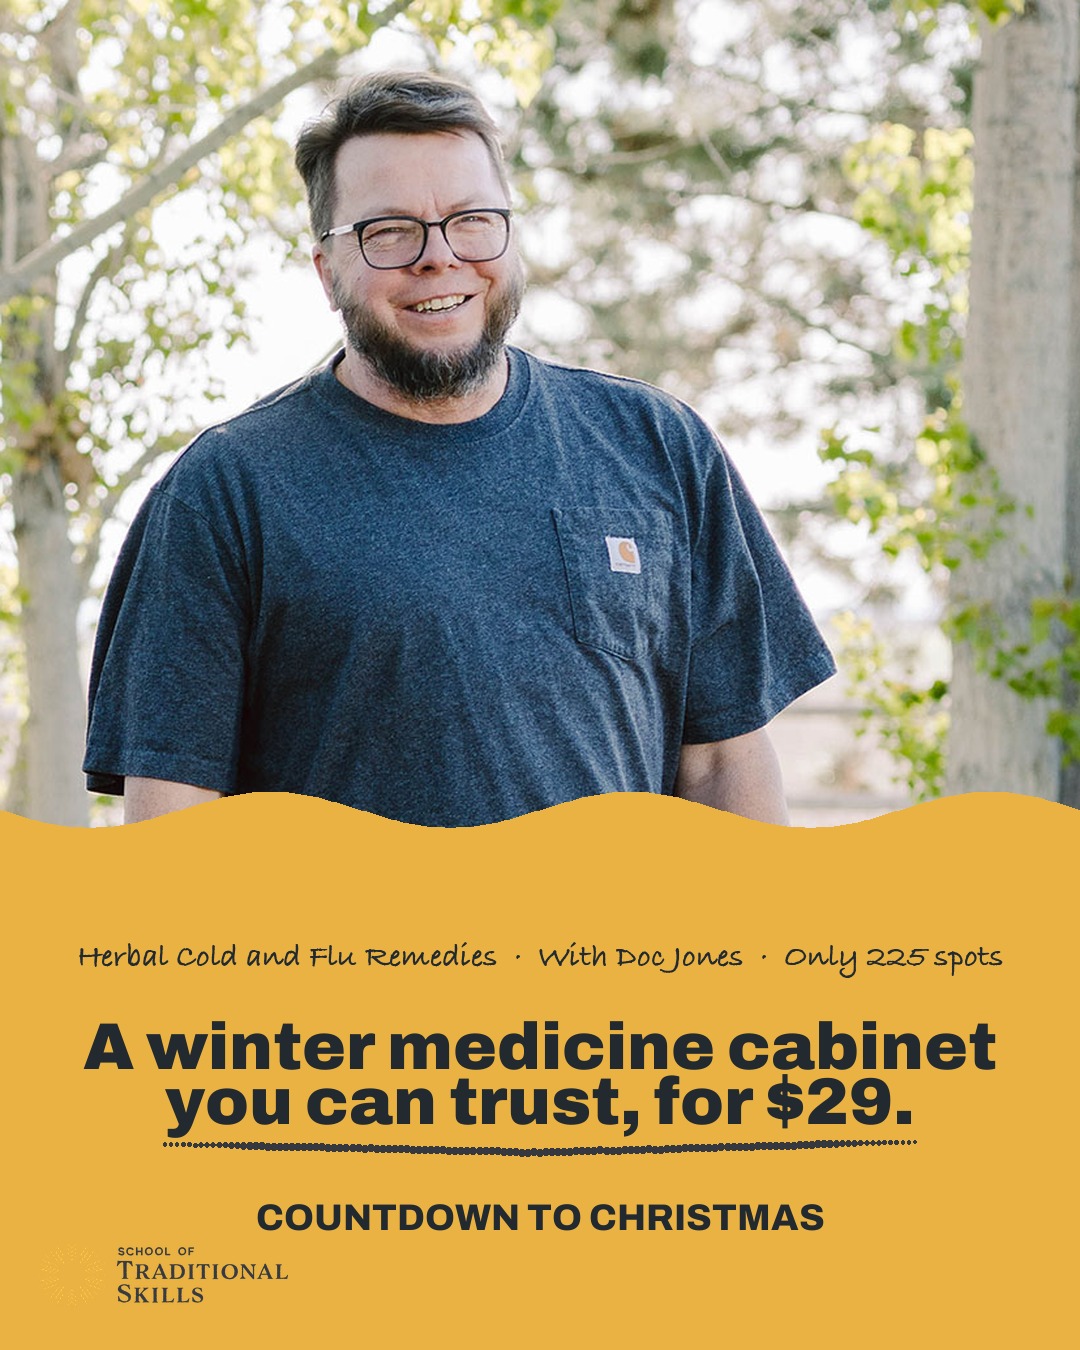 Herbal Cold and Flu Remedies · With Doc Jones · Only 225 spots
A winter medicine cabinet
you can trust, for $29.
COUNTDOWN TO CHRISTMAS
SCHOOL OF
TRADITIONAL
SKILLS